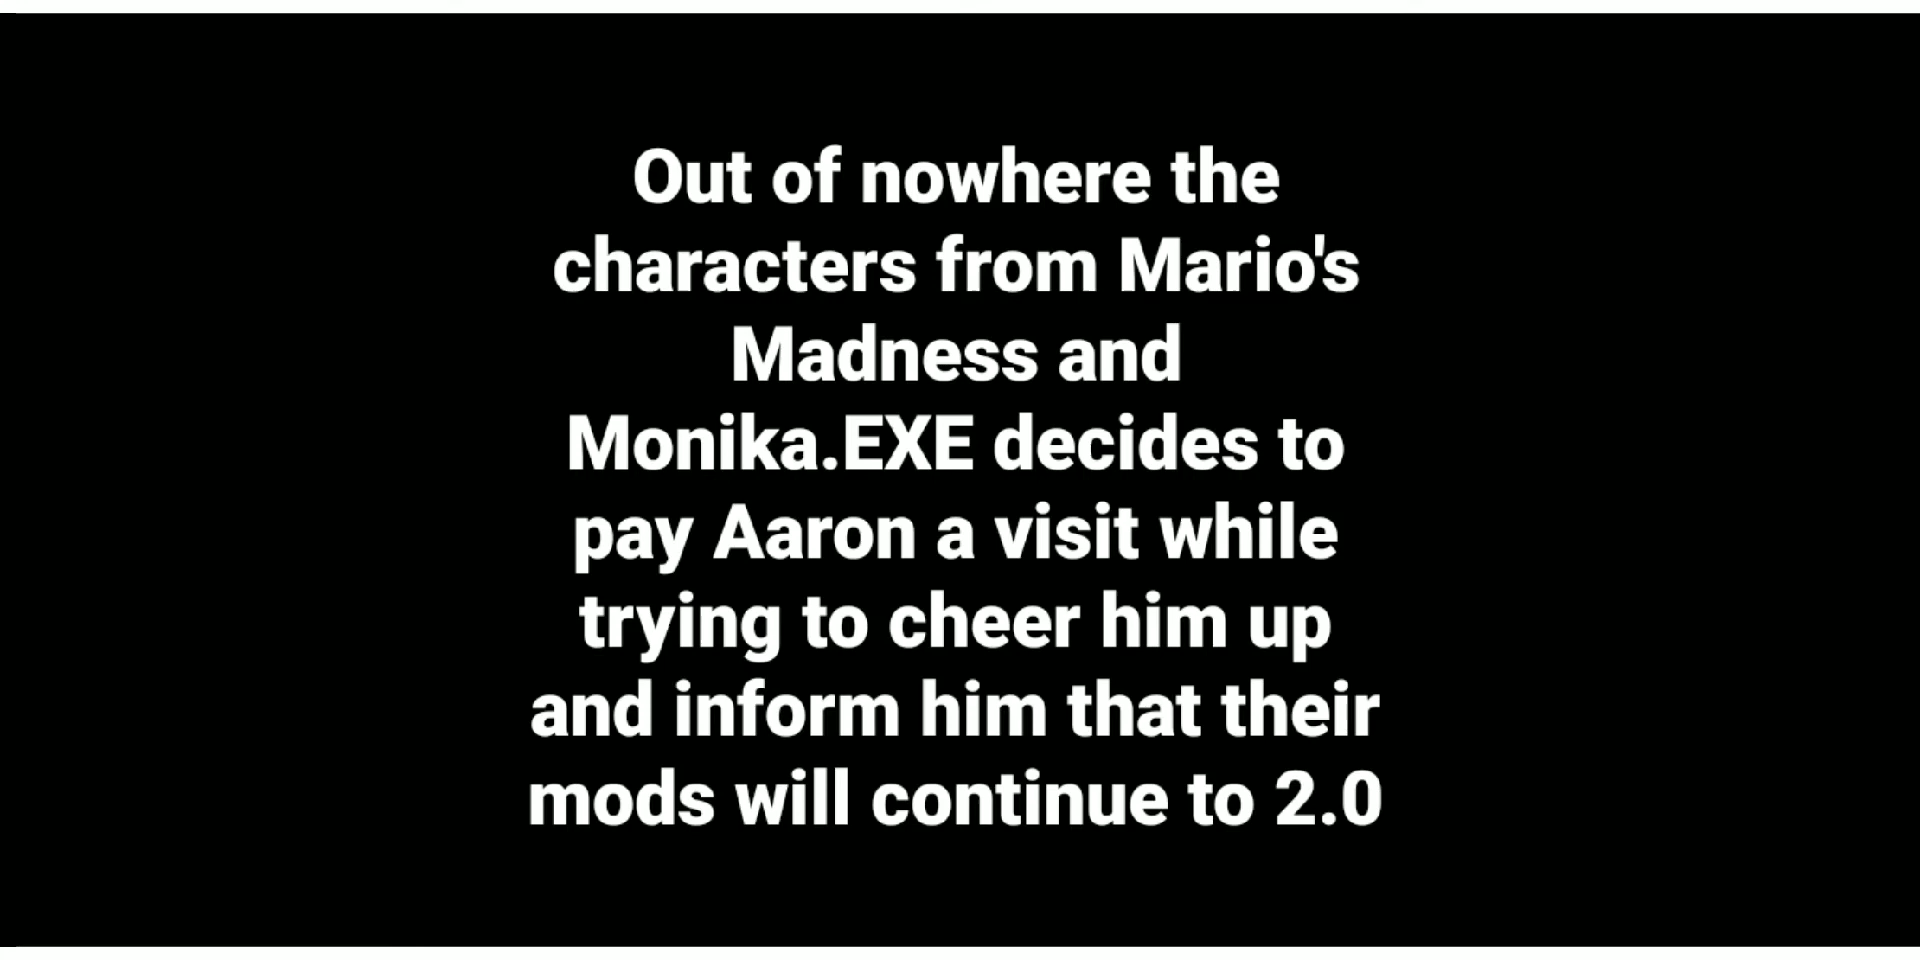 Out of nowhere the
characters from Mario's
Madness and
Monika.EXE decides to
pay Aaron a visit while
trying to cheer him up
and inform him that their
mods will continue to 2.0